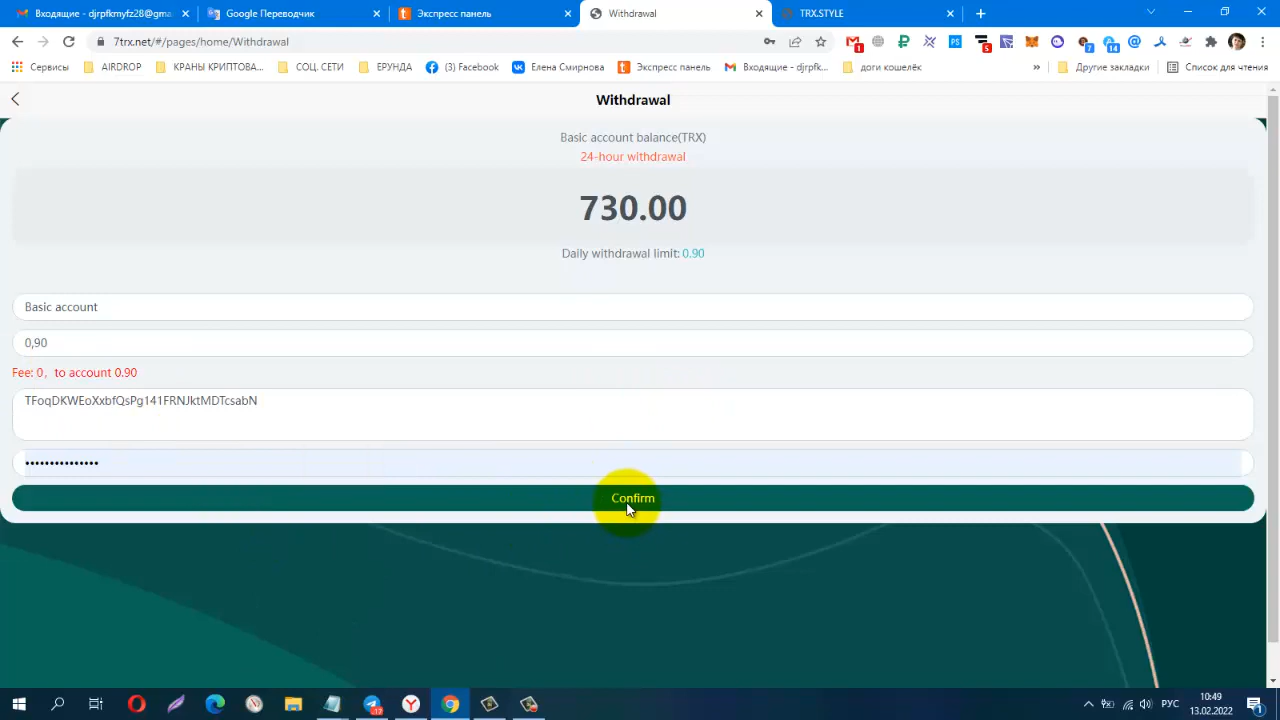 Входящие - djrpfkmyfz28@gma
Google Переводчик
Экспресс панель
Withdrawal
TRX.STYLE
7trx.net/#/pages/home/Withdrawal
Сервисы
AIRDROP
КРАНЫ КРИПТОВА...
СОЦ. СЕТИ
ЕРУНДА
(3) Facebook
Елена Смирнова
Экспресс панель
Входящие - djrpfk...
доги кошелёк
»
Другие закладки
Список для чтения
Withdrawal
Basic account balance(TRX)
24-hour withdrawal
730.00
Daily withdrawal limit: 0.90
Basic account
0,90
Fee: 0，to account 0.90
TFoqDKWEoXxbfQsPg141FRNJktMDTcsabN
•••••••••••••••
Confirm
РУС
10:49
13.02.2022